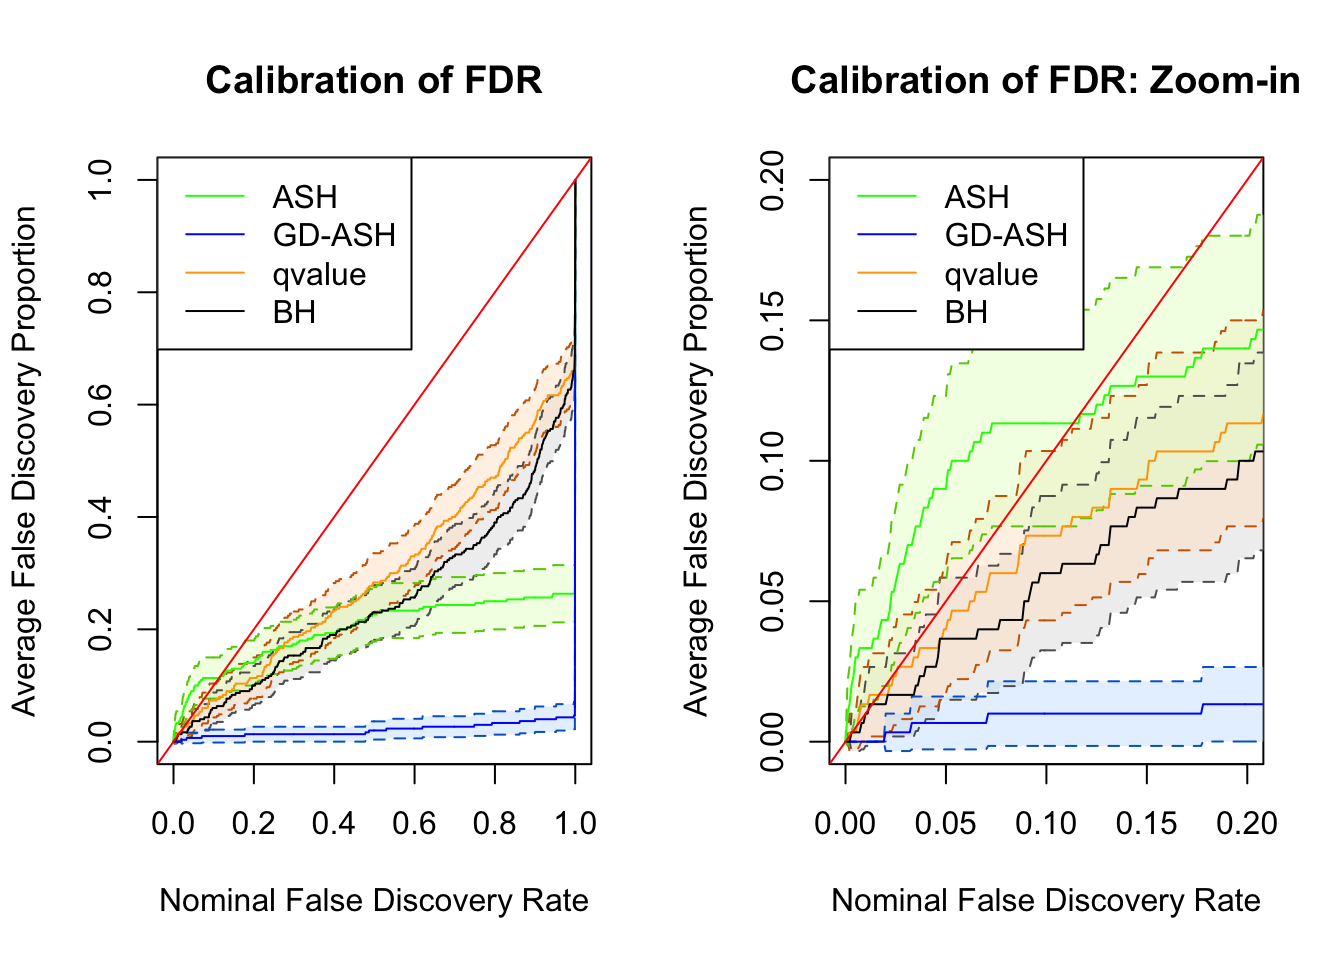 Calibration of FDR
Average False Discovery Proportion
1.0
0.8
0.6
0.4
0.2
0.0
ASH
GD-ASH
qvalue
BH
0.0 0.2 0.4 0.6 0.8 1.0
Nominal False Discovery Rate
Calibration of FDR: Zoom-in
Average False Discovery Proportion
0.20
0.15
0.10
0.05
0.00
ASH
GD-ASH
qvalue
BH
0.00 0.05 0.10 0.15 0.20
Nominal False Discovery Rate